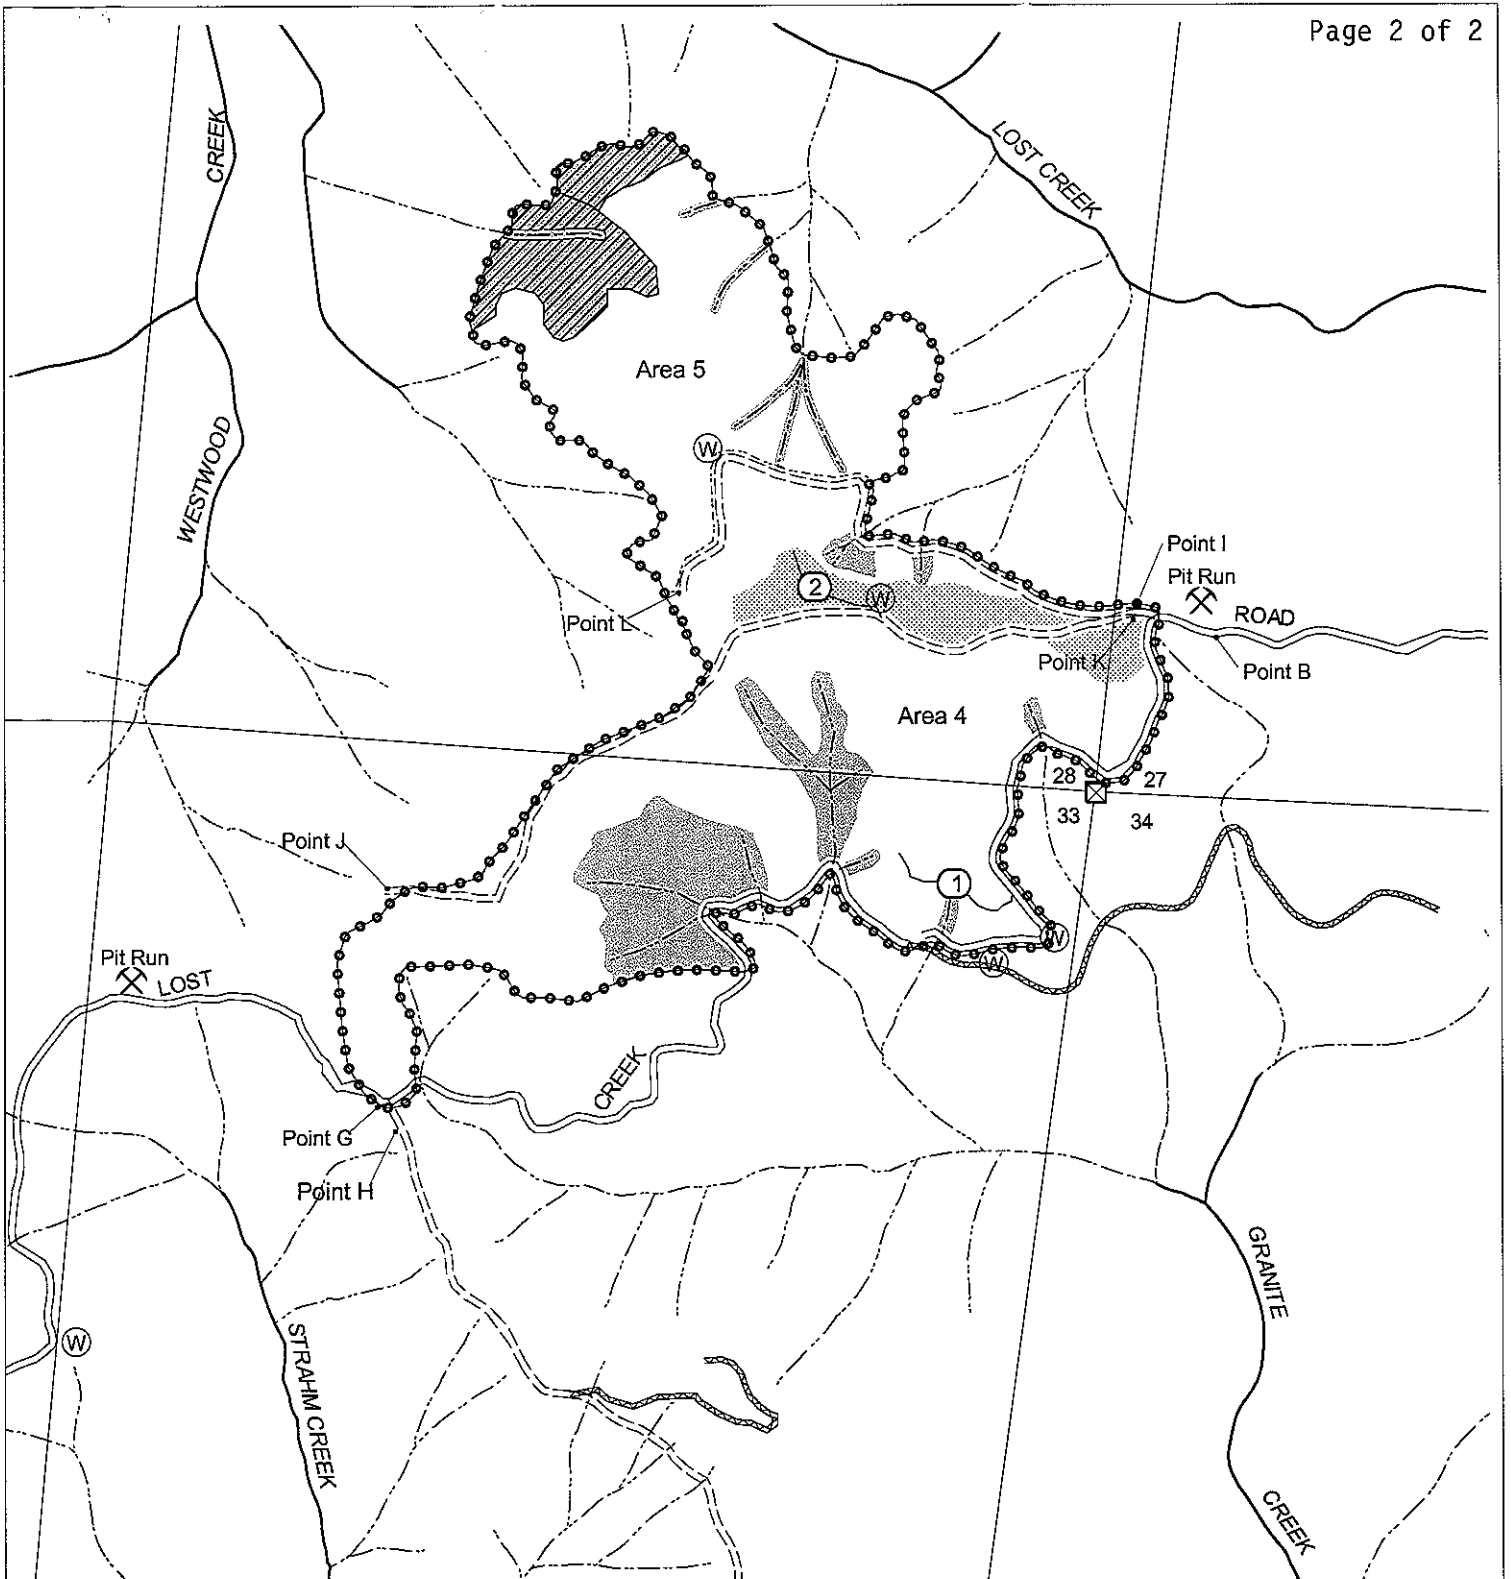 Page 2 of 2
CREEK
LOST CREEK
Area 5
W
WESTWOOD
Point I
Pit Run
2
W
ROAD
Point L
Point K
Point B
Area 4
28
27
33
34
Point J
1
W
W
Pit Run
LOST
CREEK
Point G
Point H
GRANITE
W
STRAHM CREEK
CREEK